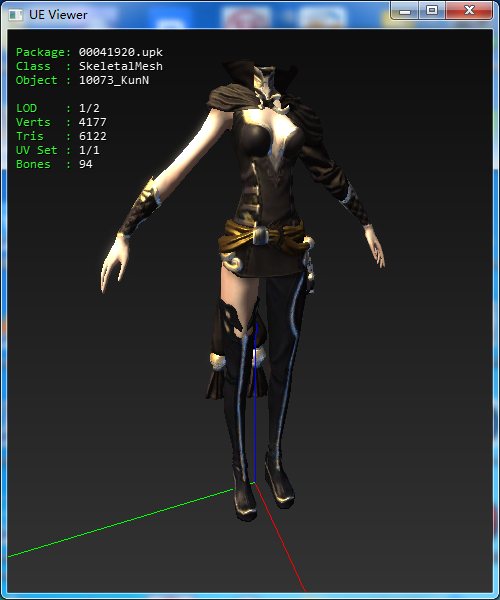 UE Viewer
Package: 00041920.upk
Class  : SkeletalMesh
Object : 10073_KunN
LOD    : 1/2
Verts  : 4177
Tris   : 6122
UV Set : 1/1
Bones  : 94